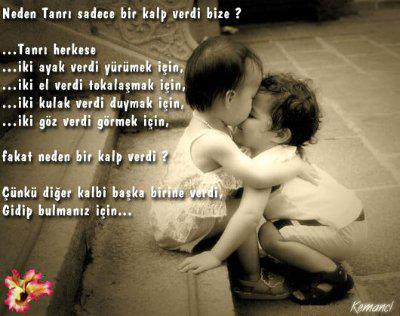 Neden Tanrı sadece bir kalp verdi bize ?
...Tanrı herkese
...iki ayak verdi yürümek için,
...iki el verdi tokalaşmak için,
...iki kulak verdi duymak için,
...iki göz verdi görmek için,
fakat neden bir kalp verdi ?
Çünkü diğer kalbi başka birine verdi,
Gidip bulmanız için...
KemancI